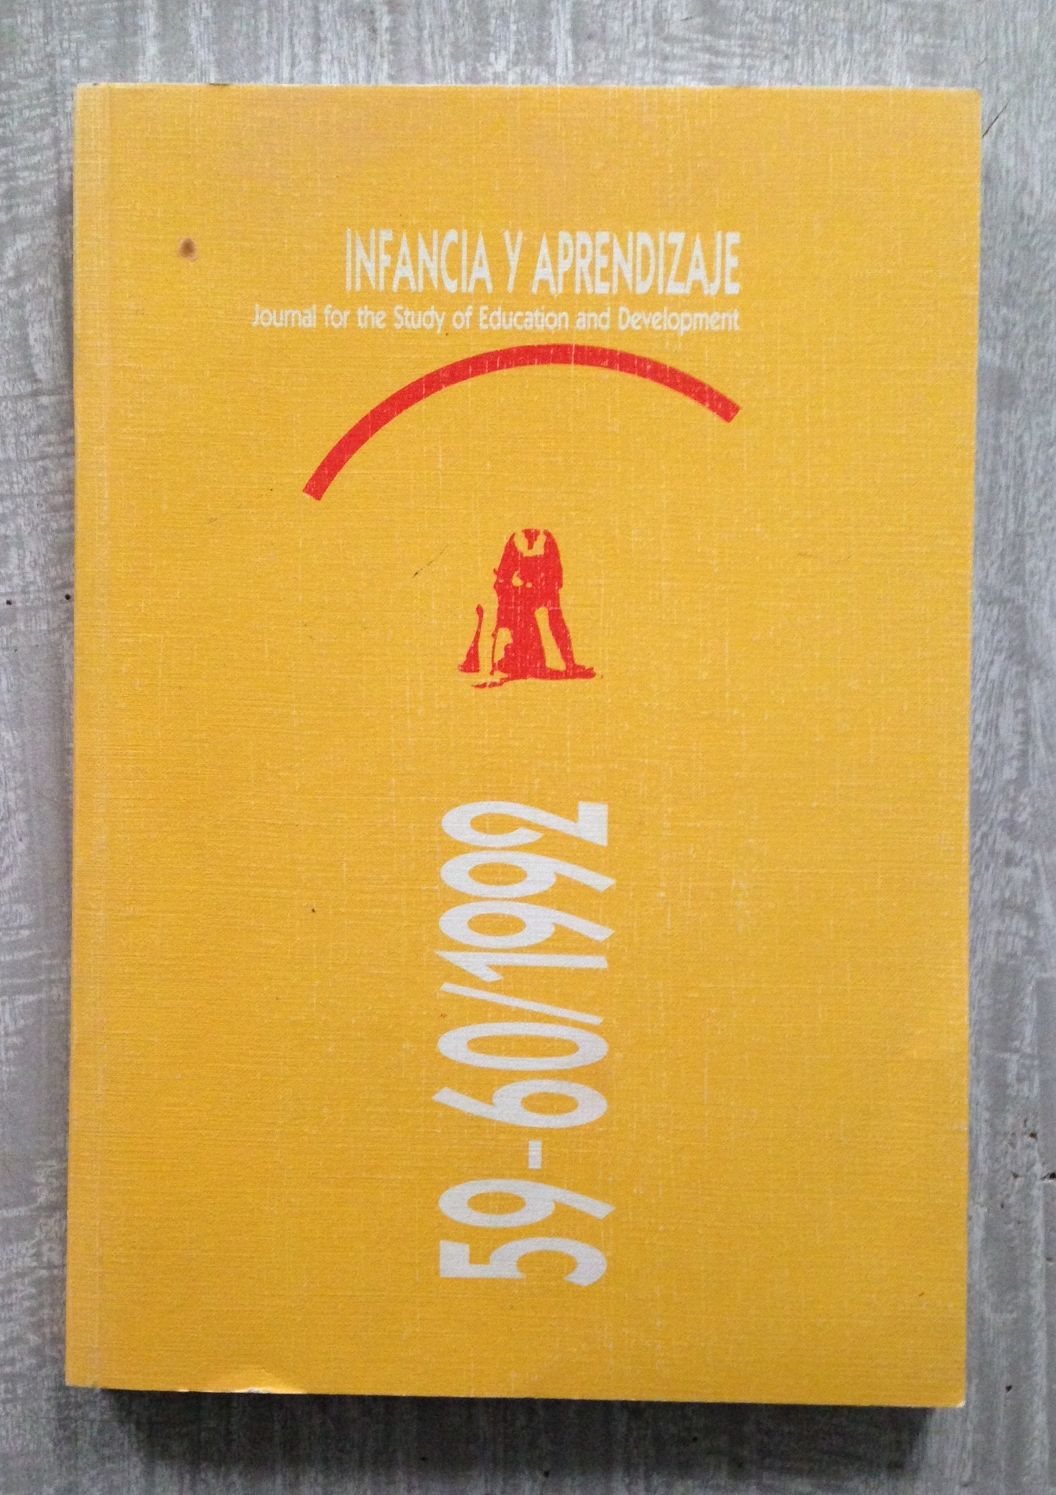 INFANCIA Y APRENDIZAJE
Journal for the Study of Education and Development
59-60/1992